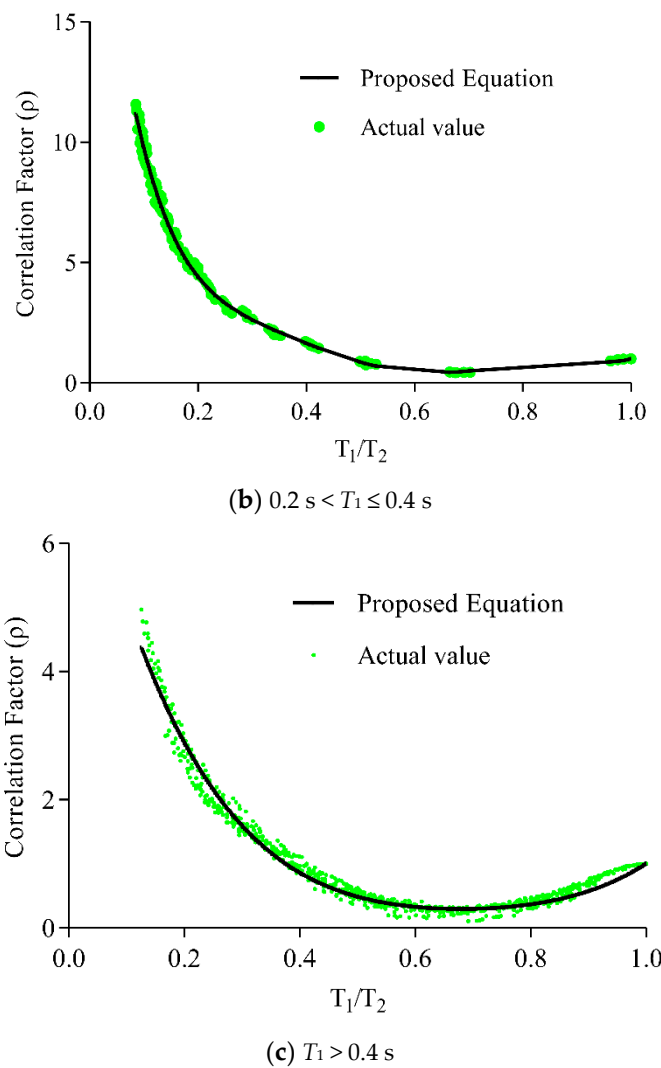 15
Proposed Equation
Actual value
10
5
0
Correlation Factor (ρ)
0.0 0.2 0.4 0.6 0.8 1.0
T1/T2
(b) 0.2 s < T1 ≤ 0.4 s
6
Proposed Equation
Actual value
4
2
0
Correlation Factor (ρ)
0.0 0.2 0.4 0.6 0.8 1.0
T1/T2
(c) T1 > 0.4 s